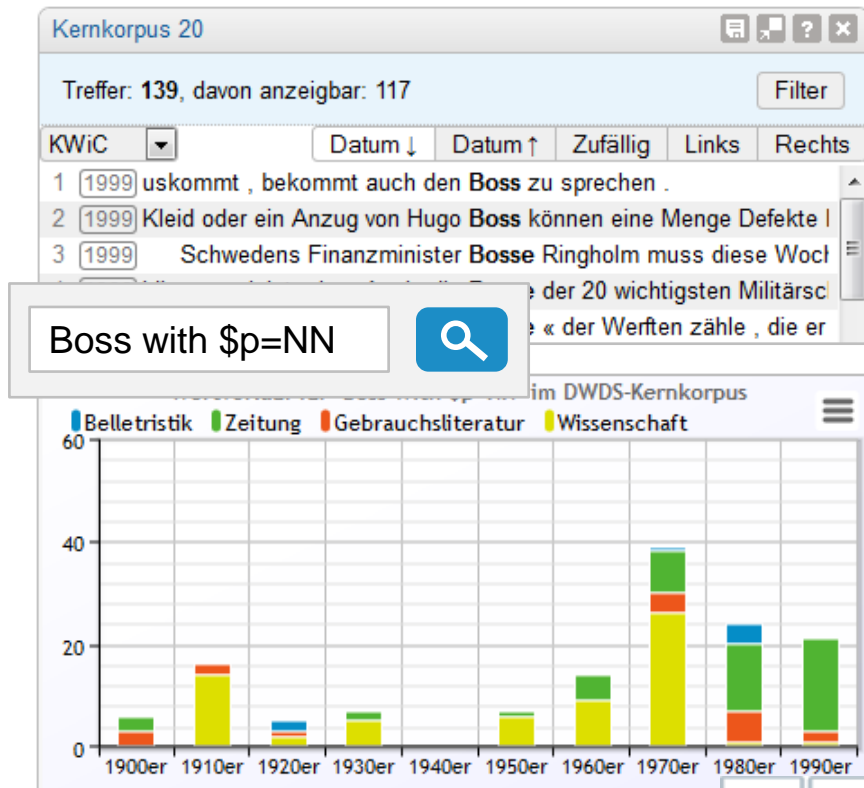 Kernkorpus 20
?
Treffer: 139, davon anzeigbar: 117
Filter
KWiC
Datum ↓ Datum ↑ Zufällig Links Rechts
1 1999 uskommt , bekommt auch den Boss zu sprechen .
2 1999 Kleid oder ein Anzug von Hugo Boss können eine Menge Defekte
3 1999 Schwedens Finanzminister Bosse Ringholm muss diese Woch
der 20 wichtigsten Militärsc
« der Werften zähle , die er
Boss with $p=NN
im DWDS-Kernkorpus
Belletristik Zeitung Gebrauchsliteratur Wissenschaft
60
40
20
0
1900er 1910er 1920er 1930er 1940er 1950er 1960er 1970er 1980er 1990er